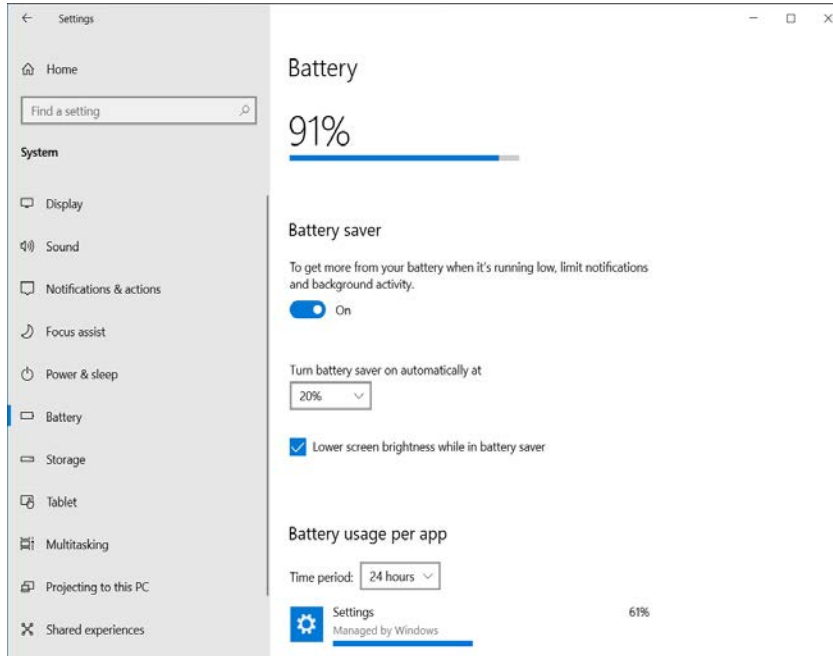 Settings
Home
Find a setting
System
Display
Sound
Notifications & actions
Focus assist
Power & sleep
Battery
Storage
Tablet
Multitasking
Projecting to this PC
Shared experiences
Battery
91%
Battery saver
To get more from your battery when it's running low, limit notifications
and background activity.
On
Turn battery saver on automatically at
20%
Lower screen brightness while in battery saver
Battery usage per app
Time period: 24 hours
Settings 61%
Managed by Windows